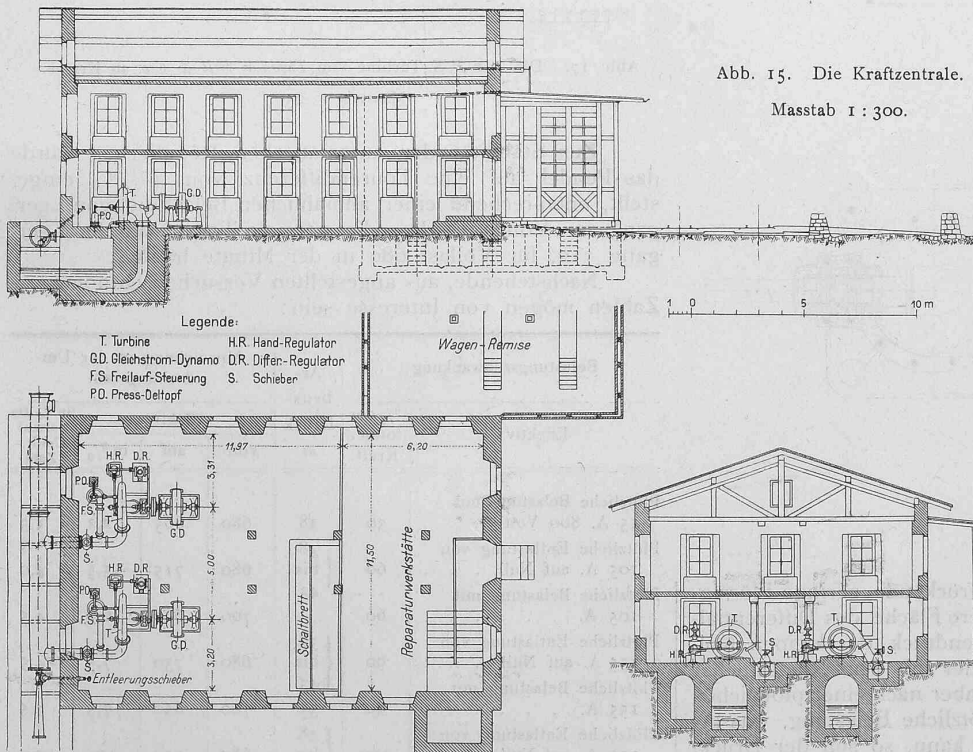 Abb. 15. Die Kraftzentrale.
Masstab 1 : 300.
T.
G.D.
P.O.
1 0 5 10 m
Legende:
T. Turbine
G.D. Gleichstrom-Dynamo
F.S. Freilauf-Steuerung
P.O. Press-Oeltopf
H.R. Hand-Regulator
D.R. Differ-Regulator
S. Schieber
Wagen-Remise
11,97
6,20
H.R. D.R.
P.O.
F.S.
T.
G.D.
S.
3,31
6,00
11,50
H.R. D.R.
P.O.
F.S.
T.
G.D.
S.
3,20
Schaltbrett
Reparaturwerkstätte
Entleerungsschieber
D.R.
H.R.
T.
S.
D.R.
H.R.
T.
S.